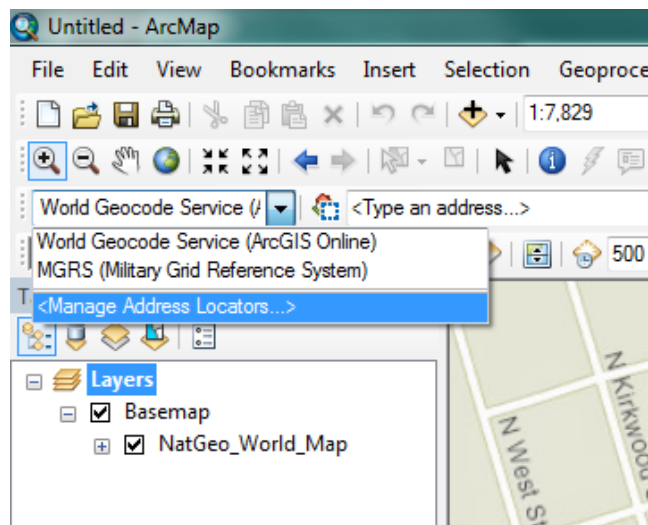 Untitled - ArcMap
File Edit View Bookmarks Insert Selection Geoproce
1:7,829
World Geocode Service (A <Type an address...>
World Geocode Service (ArcGIS Online)
MGRS (Military Grid Reference System)
500
T
<Manage Address Locators...>
Layers
Basemap
NatGeo_World_Map
N Kirkwood
N West St